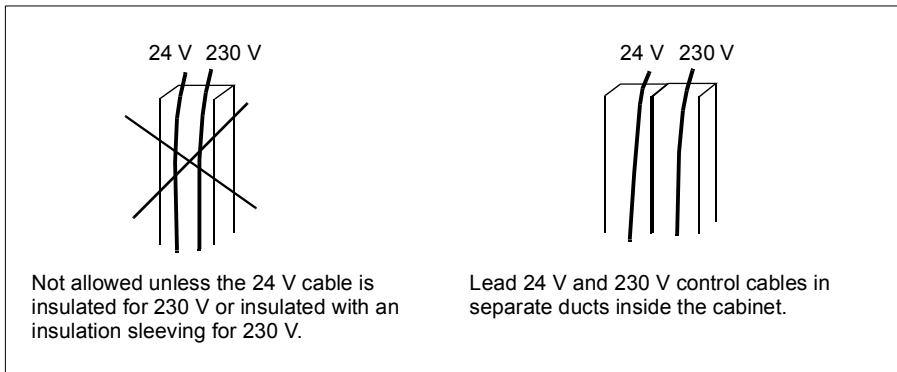 24 V 230 V
Not allowed unless the 24 V cable is
insulated for 230 V or insulated with an
insulation sleeving for 230 V.
24 V 230 V
Lead 24 V and 230 V control cables in
separate ducts inside the cabinet.